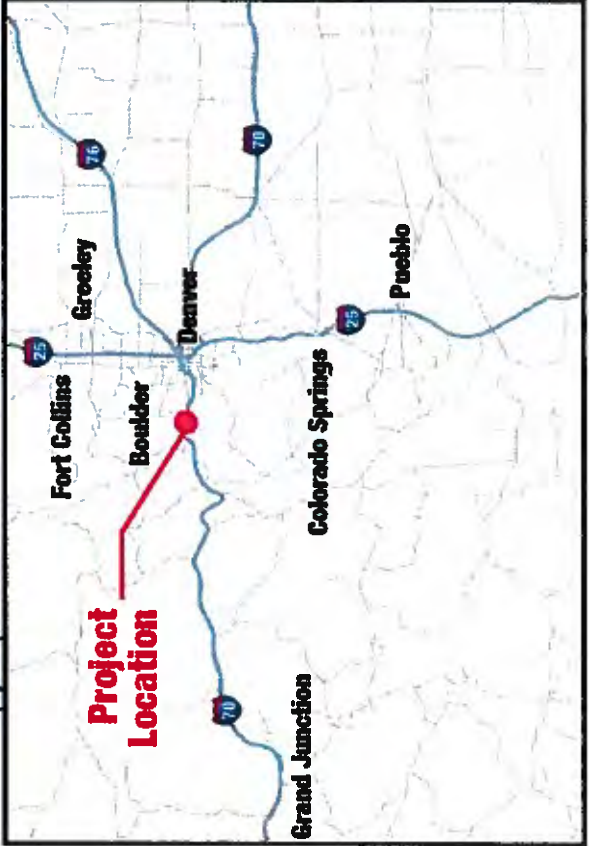 Fort Collins
25
Greeley
76
Boulder
Denver
70
Project
Location
70
Grand Junction
Colorado Springs
25
Pueblo